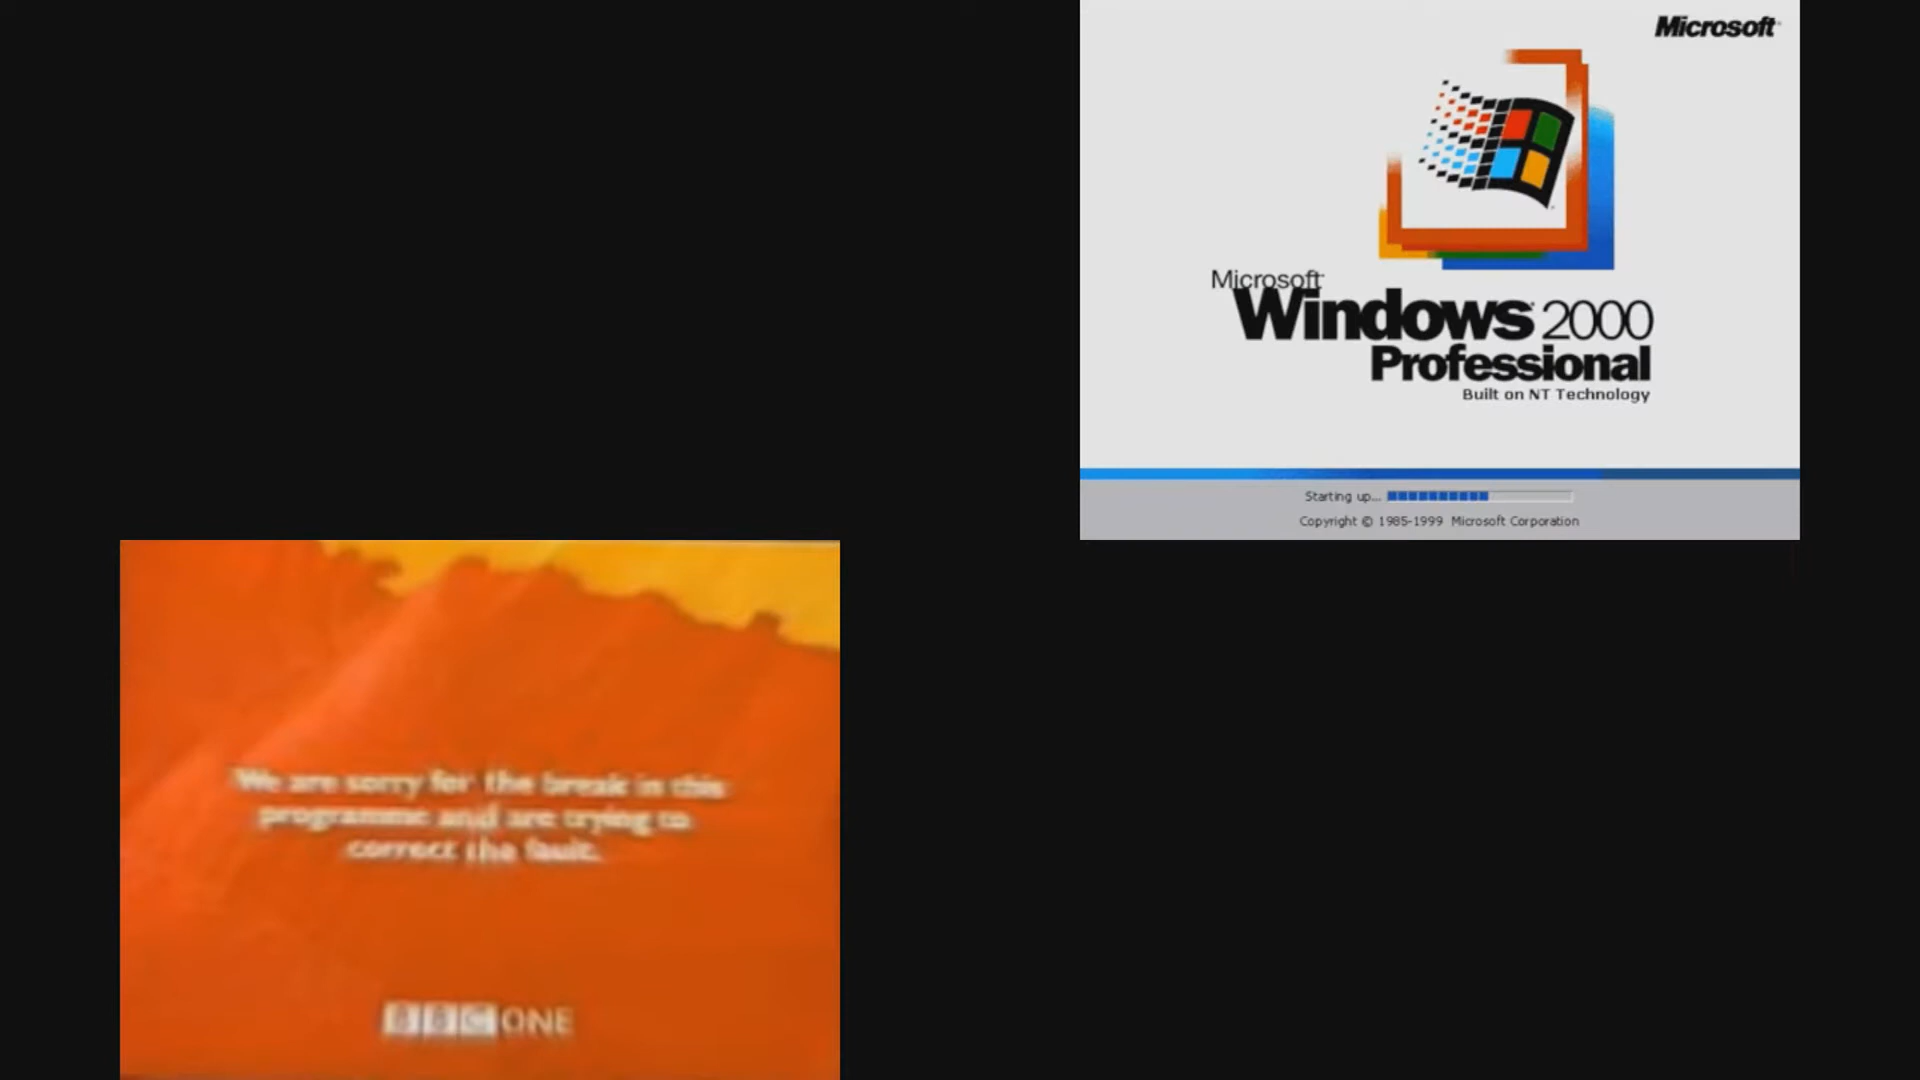 Microsoft
Microsoft
Windows 2000
Professional
Built on NT Technology
Starting up...
Copyright © 1985-1999 Microsoft Corporation
We are sorry for the break in this
programme and are trying to
correct the fault.
BBC ONE